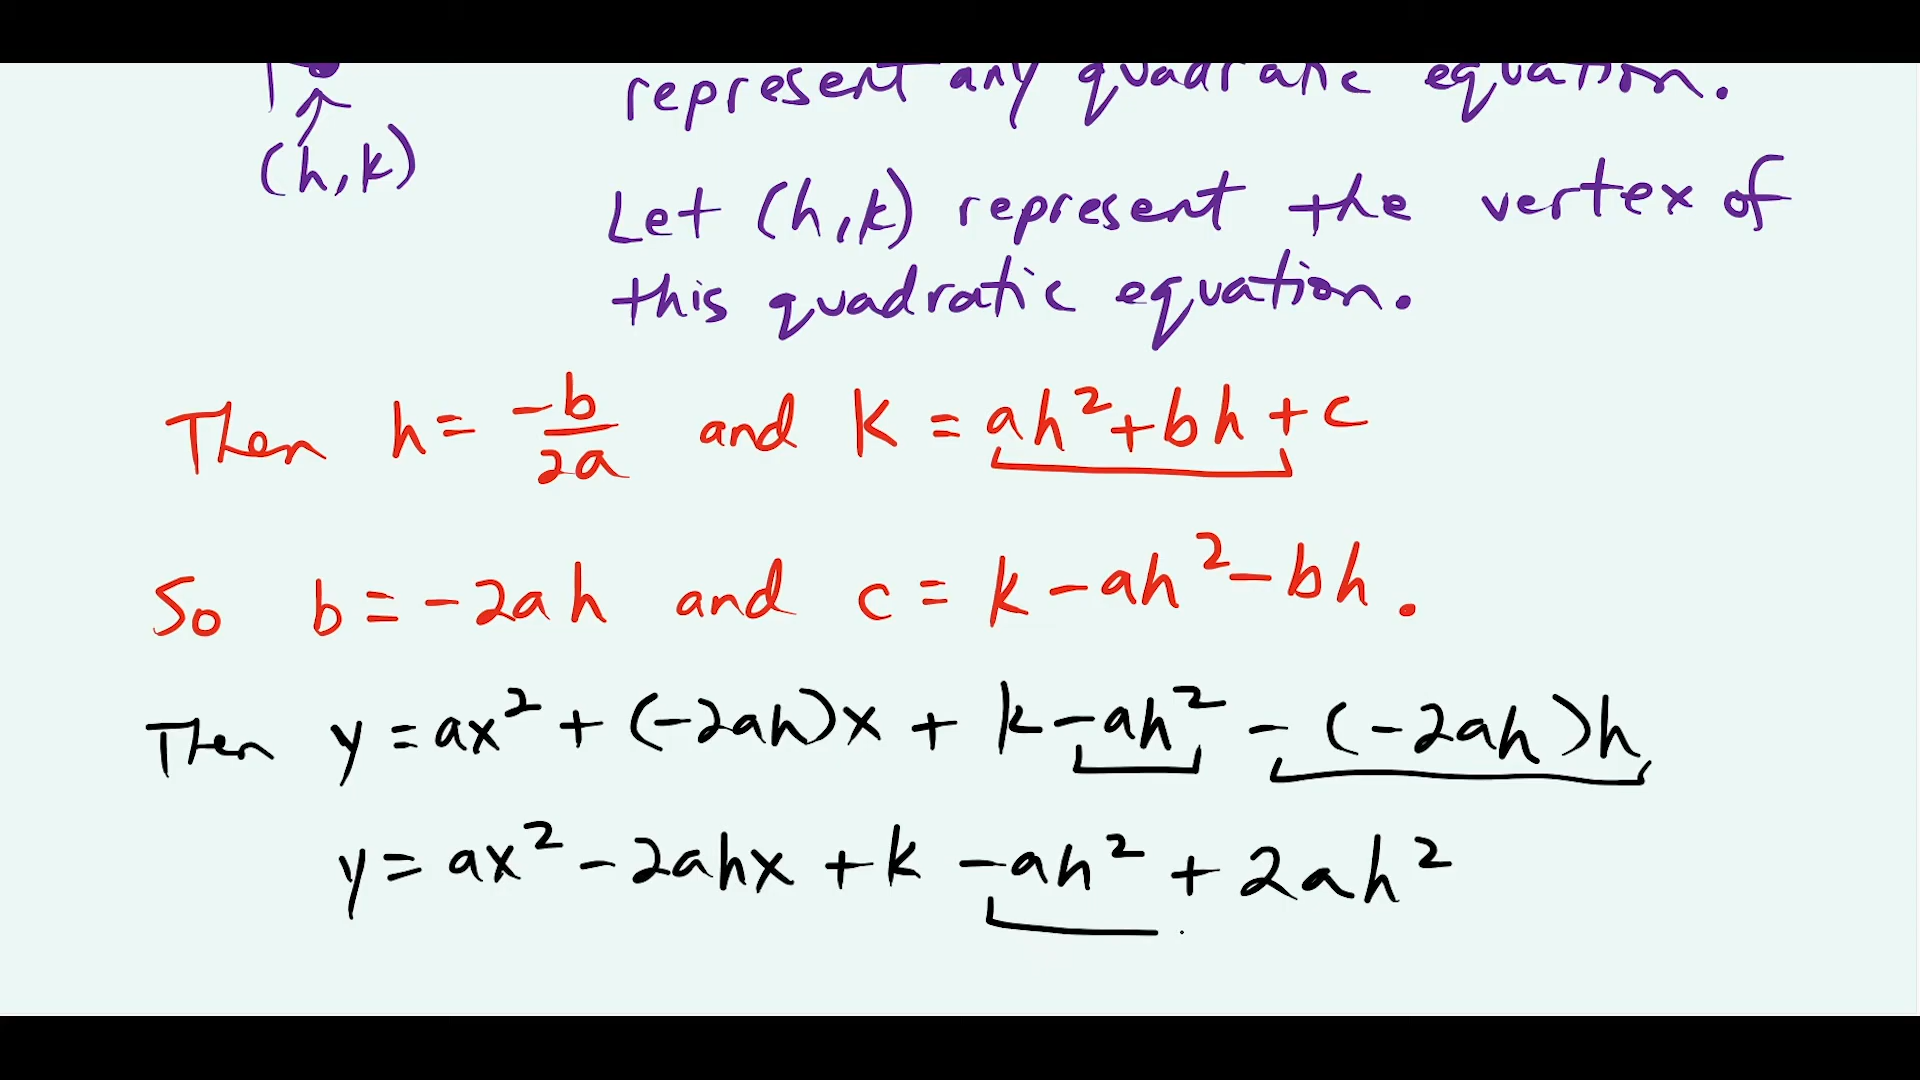 represent any quadratic equation.
(h,k)
Let (h,k) represent the vertex of
this quadratic equation.
Then h = -b/2a and k = ah²+bh+c
So b = -2ah and c = k - ah² - bh.
Then y = ax² + (-2ah)x + k - ah² - (-2ah)h
y = ax² - 2ahx + k - ah² + 2ah²